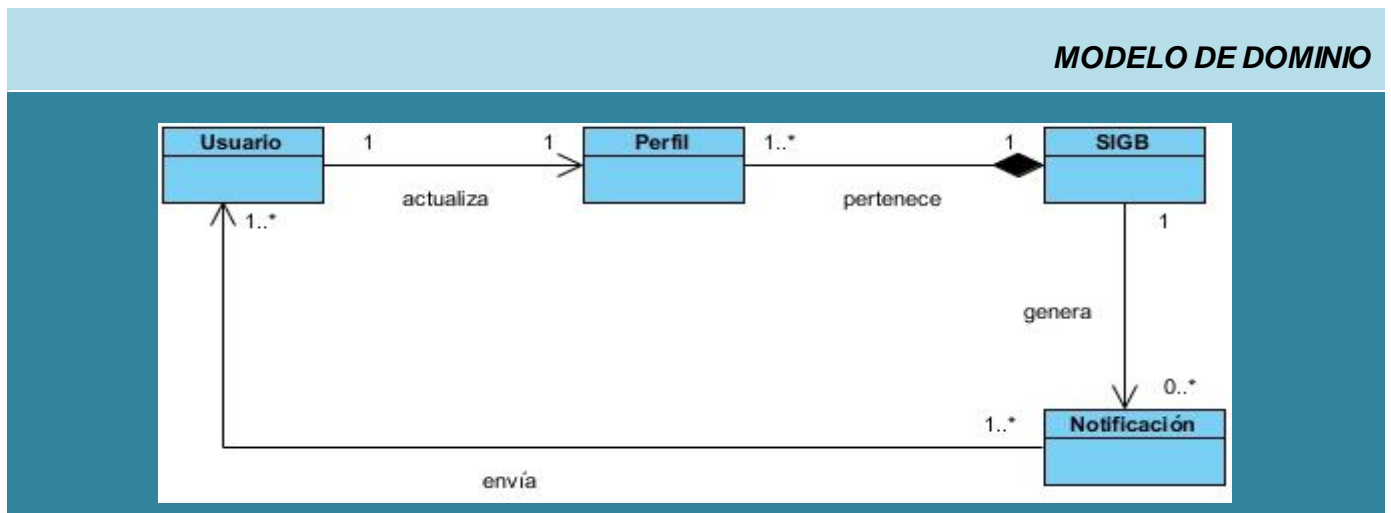 MODELO DE DOMINIO
Usuario 1 1 Perfil 1..* 1 SIGB
actualiza pertenece
1..* 1
genera
0..*
1..* Notificación
envía